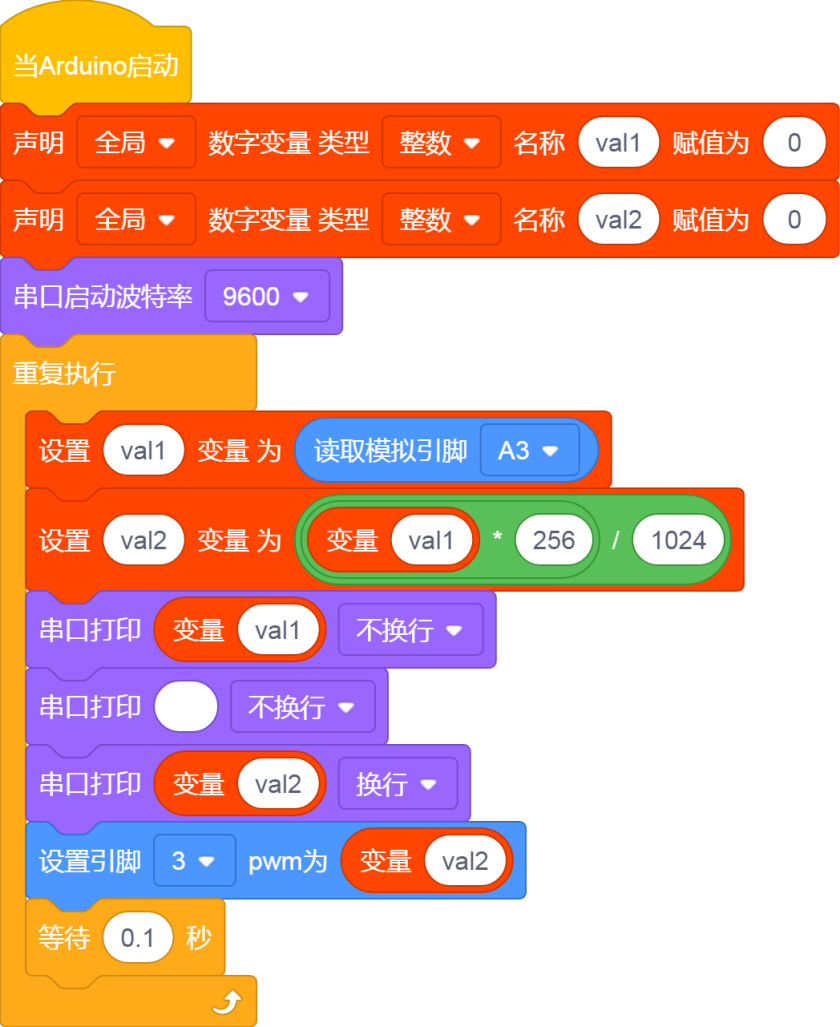 当Arduino启动
声明 全局 数字变量 类型 整数 名称 val1 赋值为 0
声明 全局 数字变量 类型 整数 名称 val2 赋值为 0
串口启动波特率 9600
重复执行
设置 val1 变量 为 读取模拟引脚 A3
设置 val2 变量 为 变量 val1 * 256 / 1024
串口打印 变量 val1 不换行
串口打印 不换行
串口打印 变量 val2 换行
设置引脚 3 pwm为 变量 val2
等待 0.1 秒